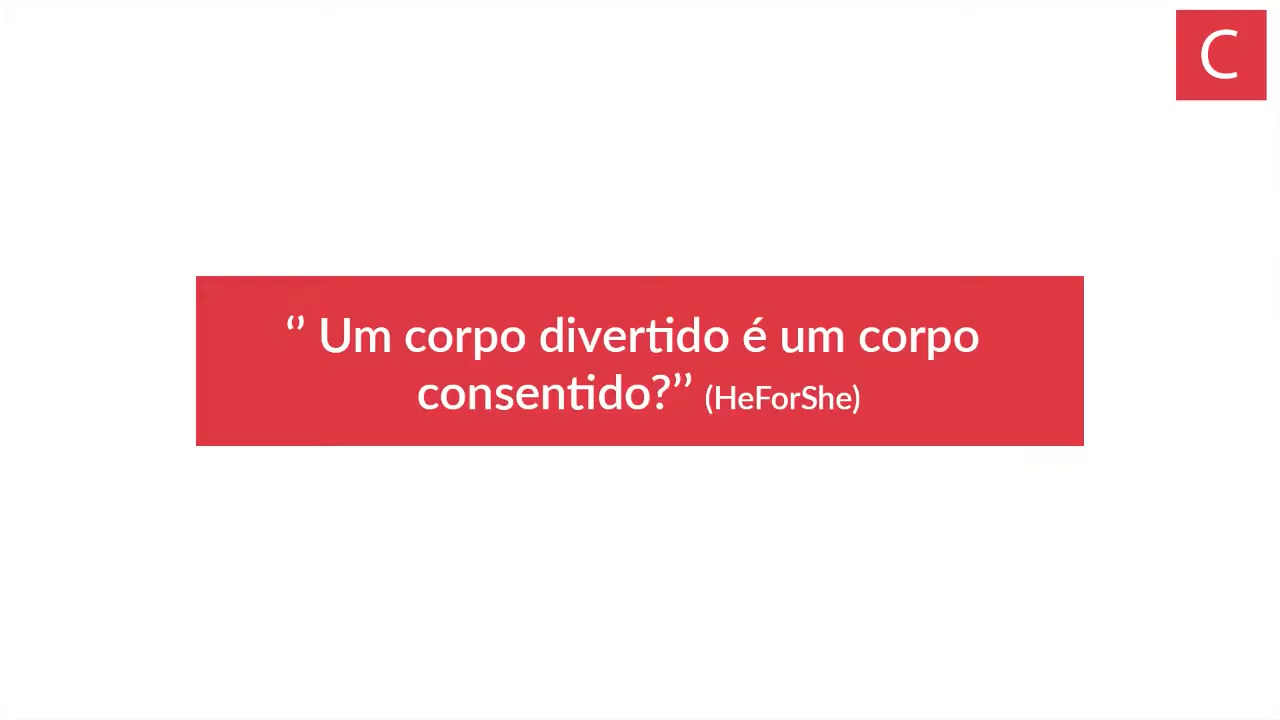 C
‘’ Um corpo divertido é um corpo
consentido?’’ (HeForShe)